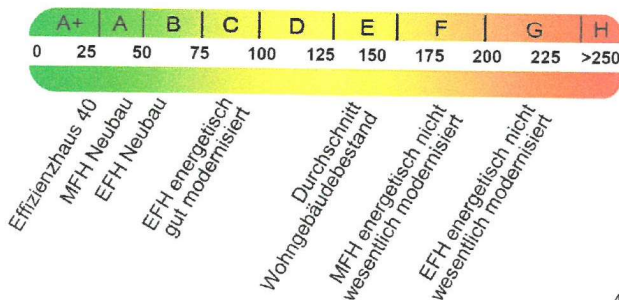 A+ A B C D E F G H
0 25 50 75 100 125 150 175 200 225 >250
Effizienzhaus 40
MFH Neubau
EFH Neubau
EFH energetisch
gut modernisiert
Durchschnitt
Wohngebäudebestand
MFH energetisch nicht
wesentlich modernisiert
EFH energetisch nicht
wesentlich modernisiert